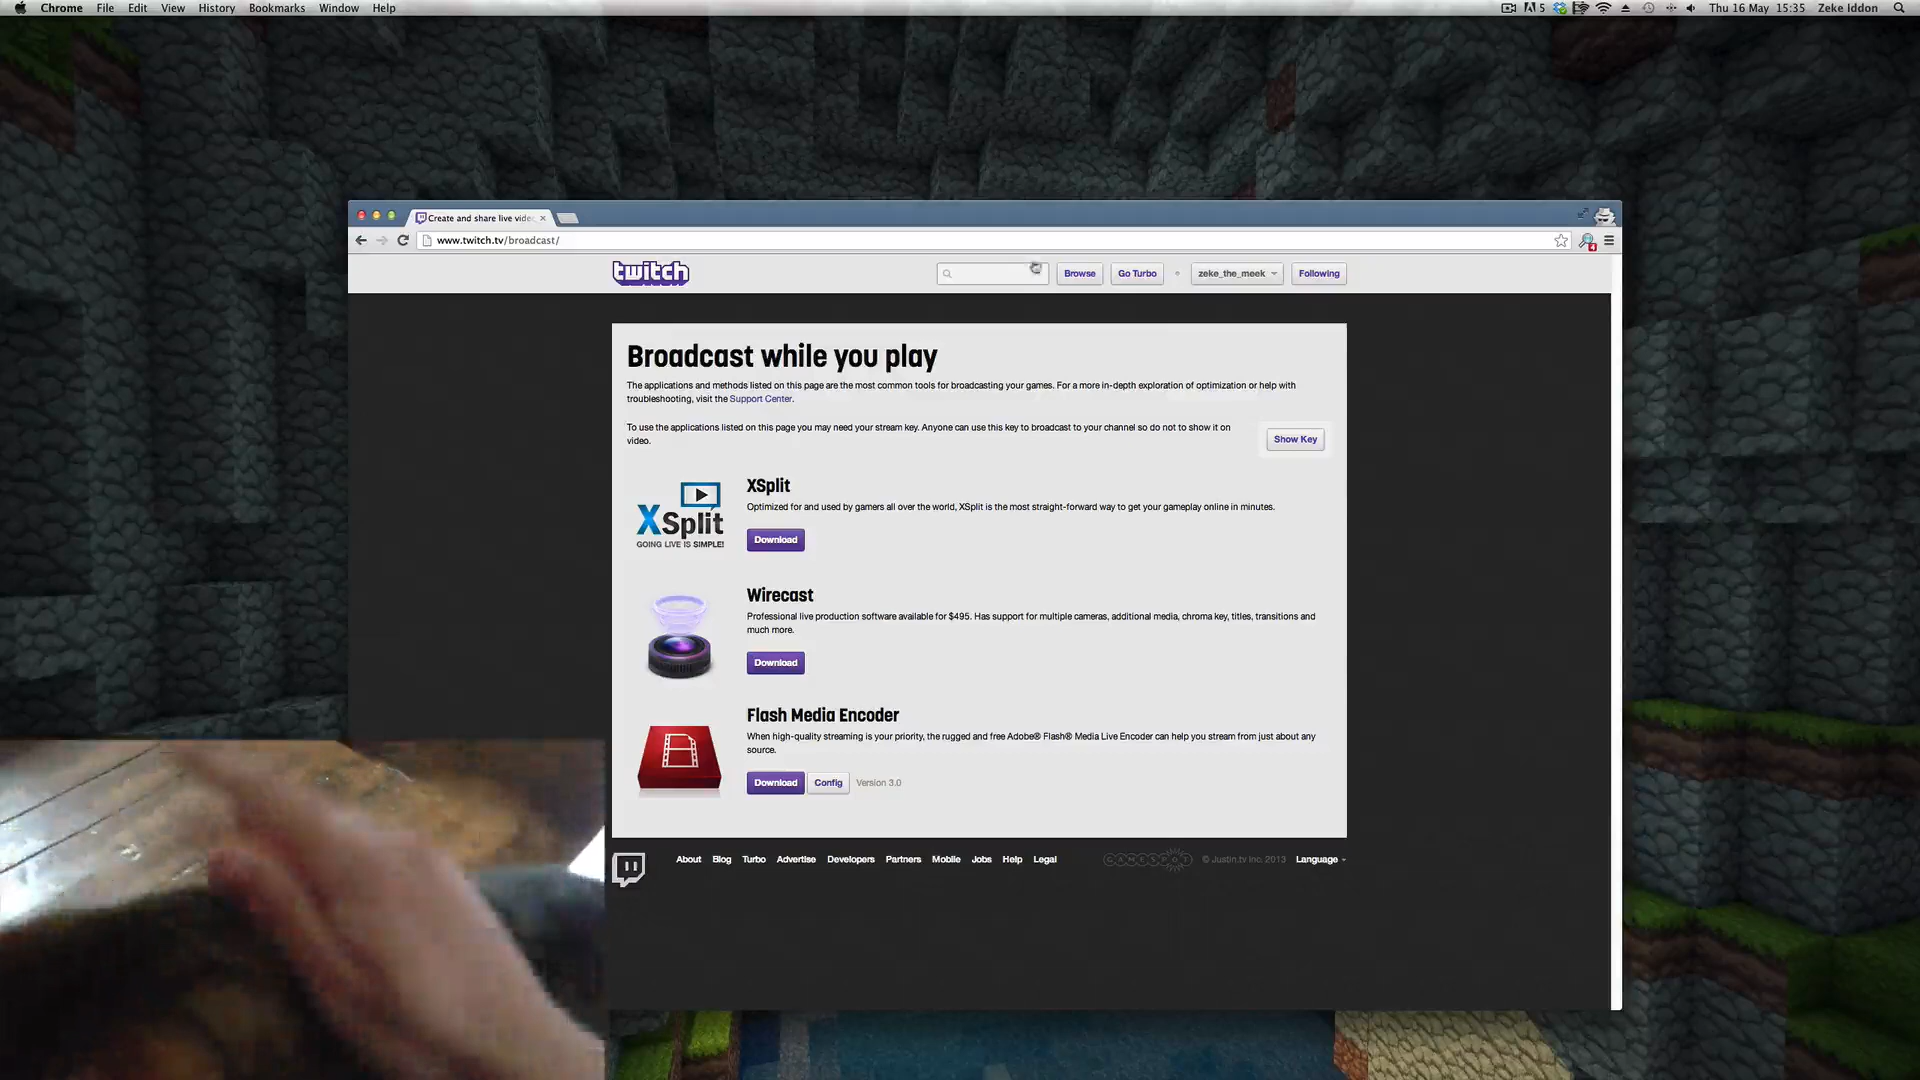 Chrome File Edit View History Bookmarks Window Help
5 Thu 16 May 15:35 Zeke Iddon
Create and share live vide
www.twitch.tv/broadcast/
4
twitch
Browse Go Turbo zeke_the_meek Following
Broadcast while you play
The applications and methods listed on this page are the most common tools for broadcasting your games. For a more in-depth exploration of optimization or help with
troubleshooting, visit the Support Center.
To use the applications listed on this page you may need your stream key. Anyone can use this key to broadcast to your channel so do not to show it on
video.
Show Key
XSplit
GOING LIVE IS SIMPLE!
XSplit
Optimized for and used by gamers all over the world, XSplit is the most straight-forward way to get your gameplay online in minutes.
Download
Wirecast
Professional live production software available for $495. Has support for multiple cameras, additional media, chroma key, titles, transitions and
much more.
Download
Flash Media Encoder
When high-quality streaming is your priority, the rugged and free Adobe® Flash® Media Live Encoder can help you stream from just about any
source.
Download Config Version 3.0
About Blog Turbo Advertise Developers Partners Mobile Jobs Help Legal GAMESPOT © Justin.tv Inc. 2013 Language